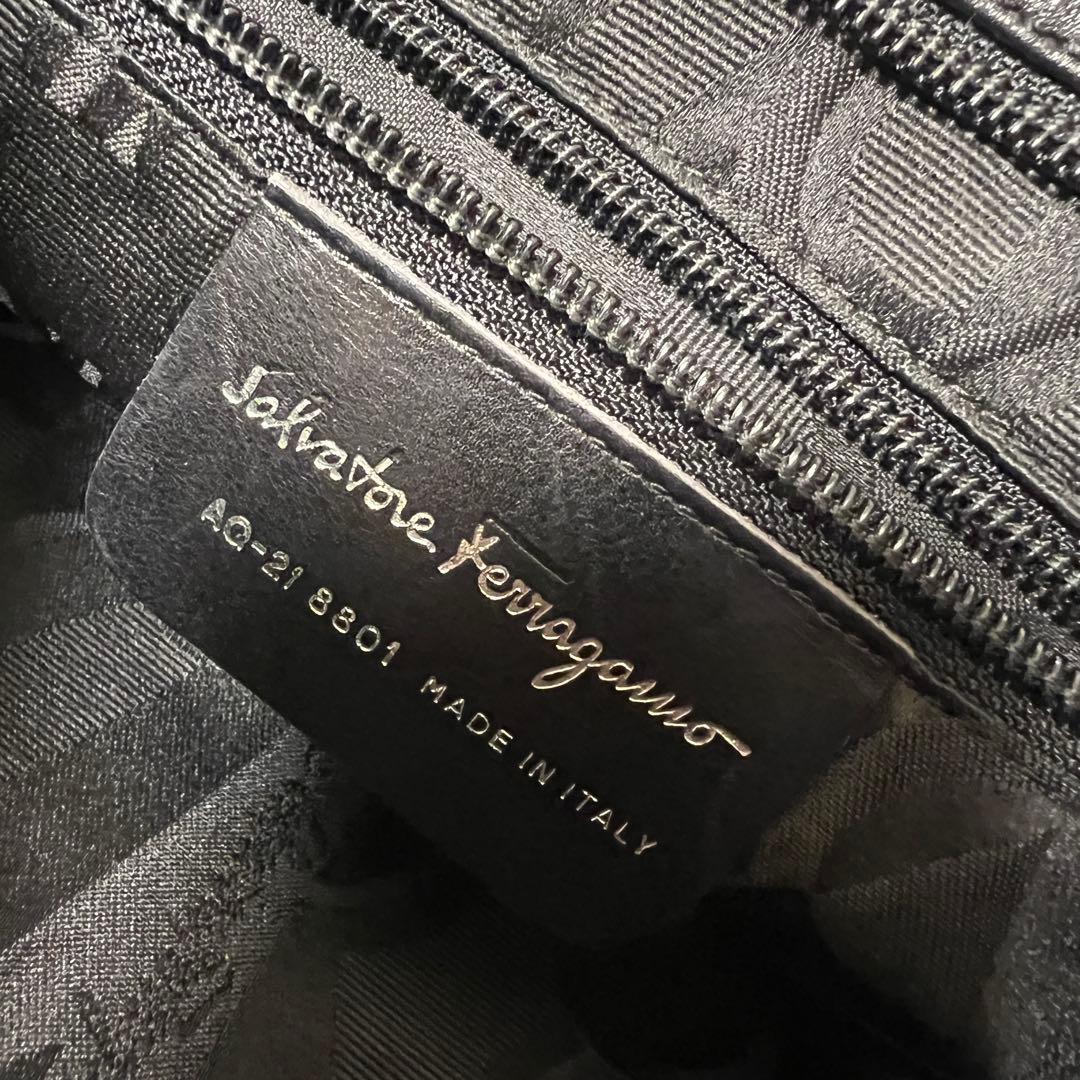 Salvatore Ferragamo
AQ-21 8801 MADE IN ITALY